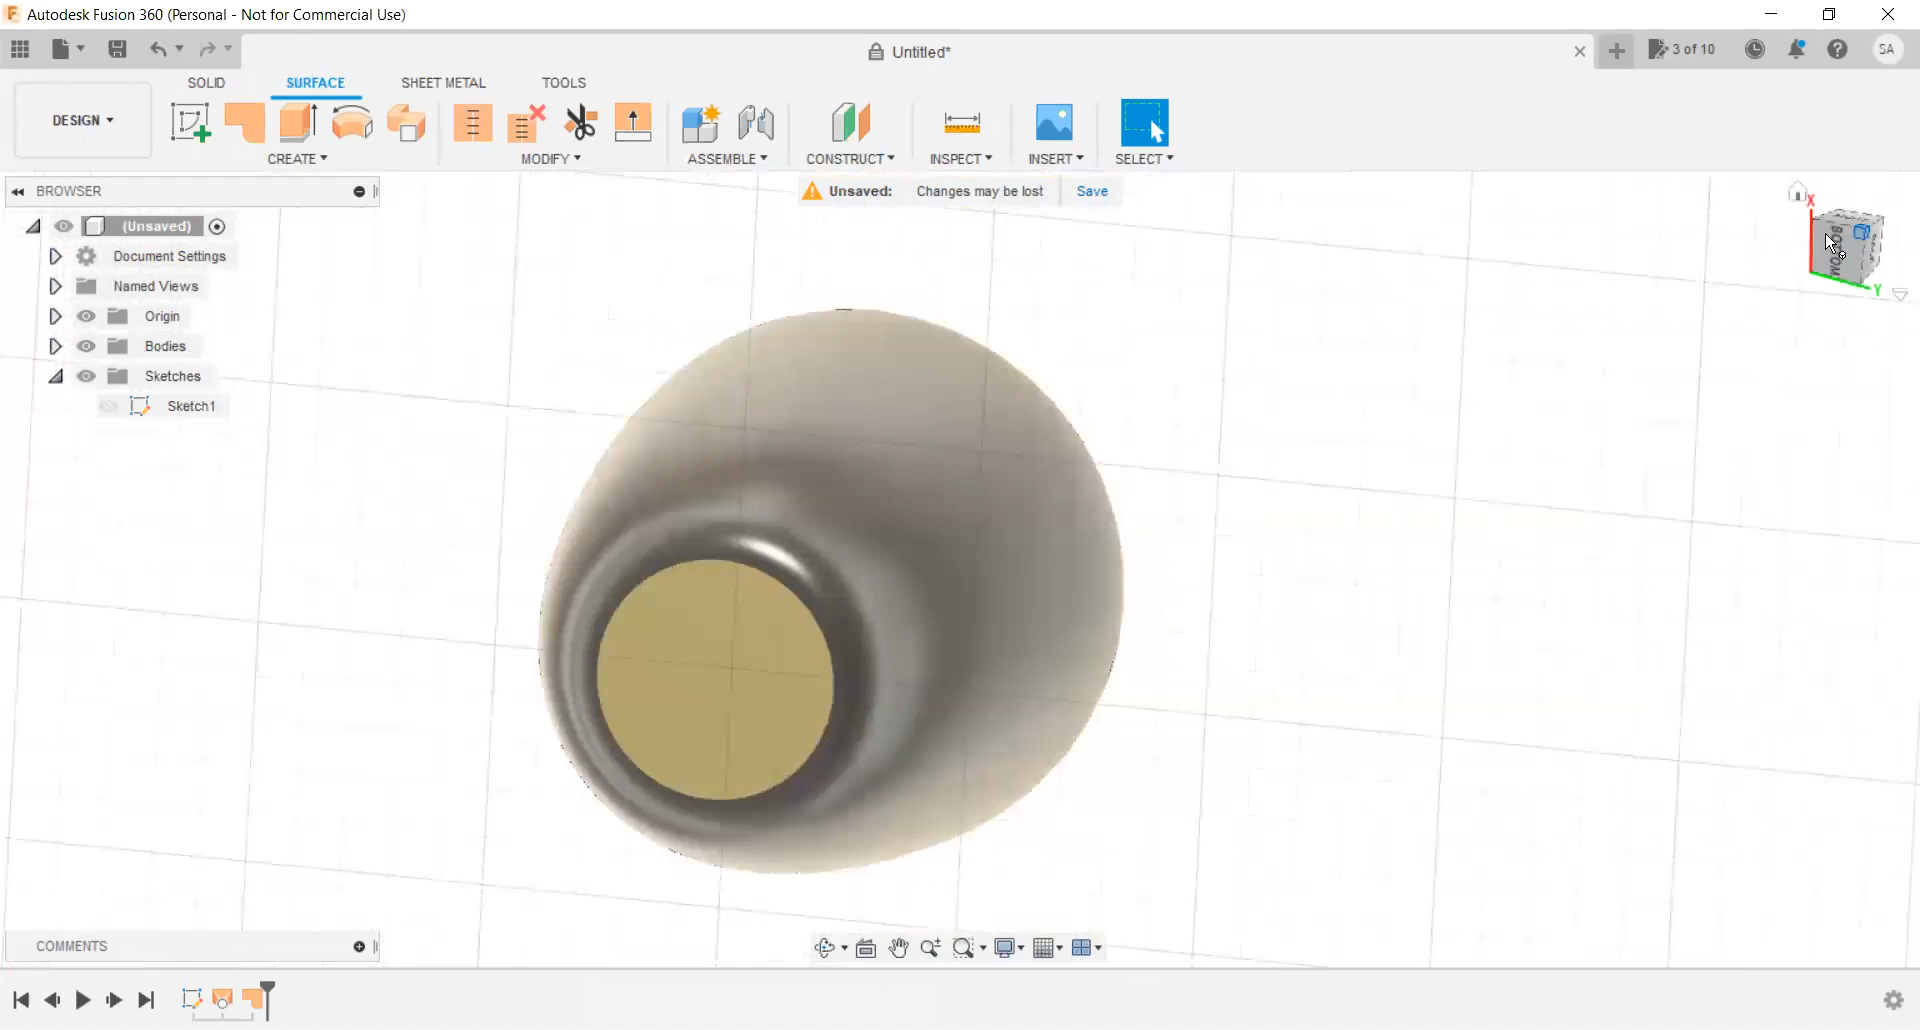 Autodesk Fusion 360 (Personal - Not for Commercial Use)
Untitled*
3 of 10
SA
SOLID
SURFACE
SHEET METAL
TOOLS
DESIGN
CREATE
MODIFY
ASSEMBLE
CONSTRUCT
INSPECT
INSERT
SELECT
BROWSER
Unsaved: Changes may be lost
Save
(Unsaved)
Document Settings
Named Views
Origin
Bodies
Sketches
Sketch1
X
BOTTOM
Y
COMMENTS